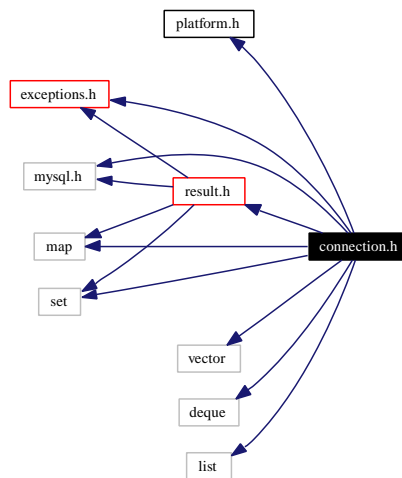 platform.h
exceptions.h
mysql.h
result.h
map
connection.h
set
vector
deque
list